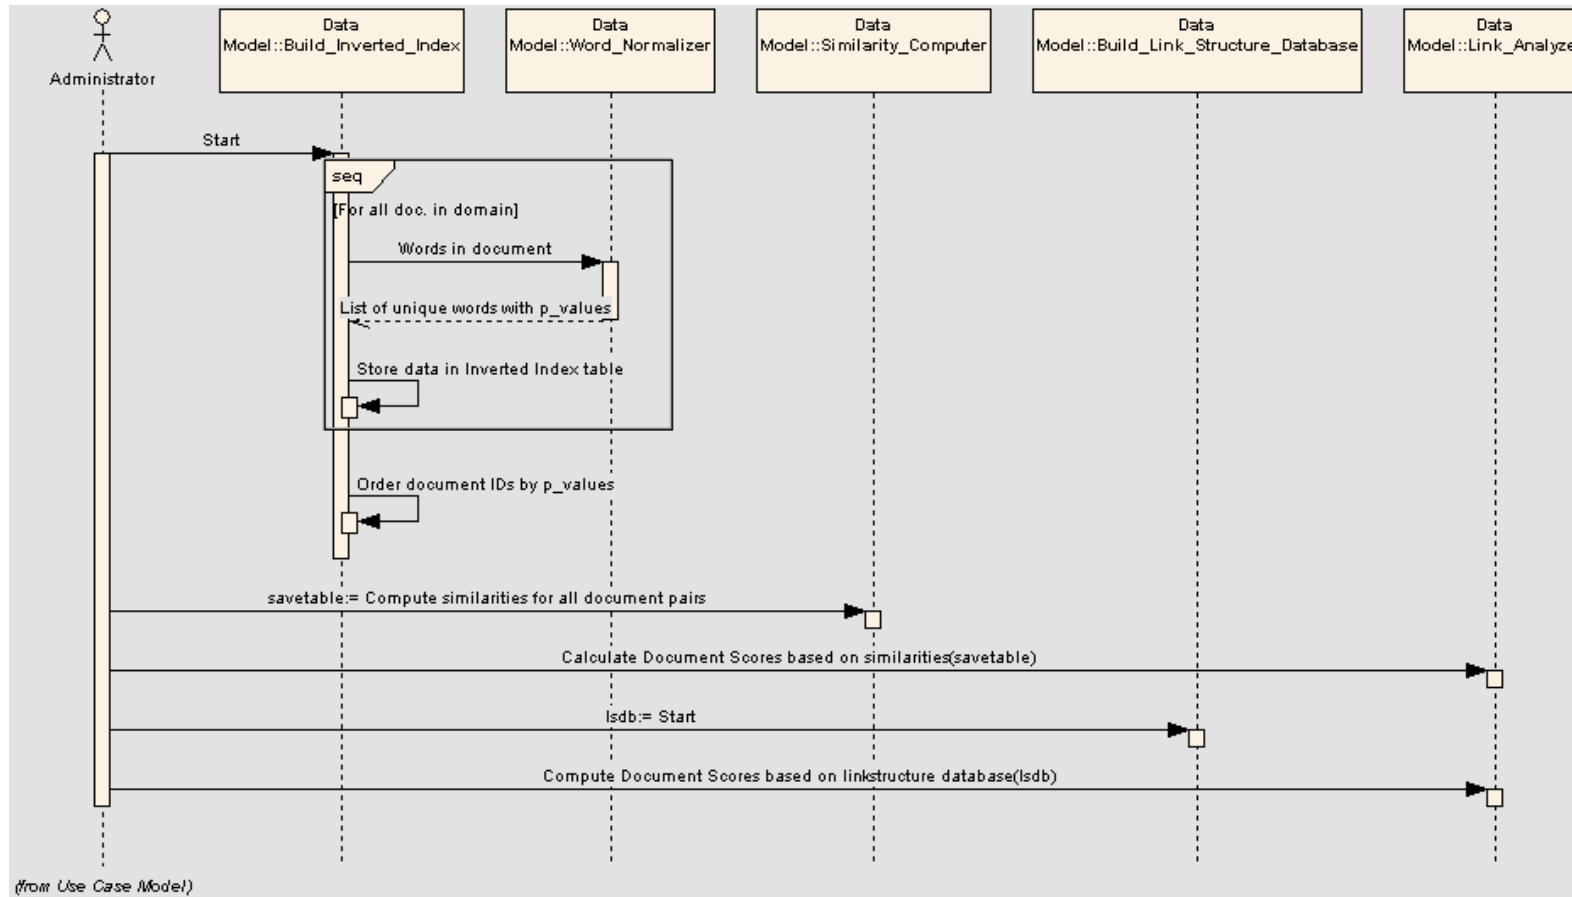 Administrator
Data
Model::Build_Inverted_Index
Data
Model::Word_Normalizer
Data
Model::Similarity_Computer
Data
Model::Build_Link_Structure_Database
Data
Model::Link_Analyze
Start
seq
[For all doc. in domain]
Words in document
List of unique words with p_values
Store data in Inverted Index table
Order document IDs by p_values
savetable:= Compute similarities for all document pairs
Calculate Document Scores based on similarities(savetable)
lsdb:= Start
Compute Document Scores based on linkstructure database(lsdb)
(from Use Case Model)